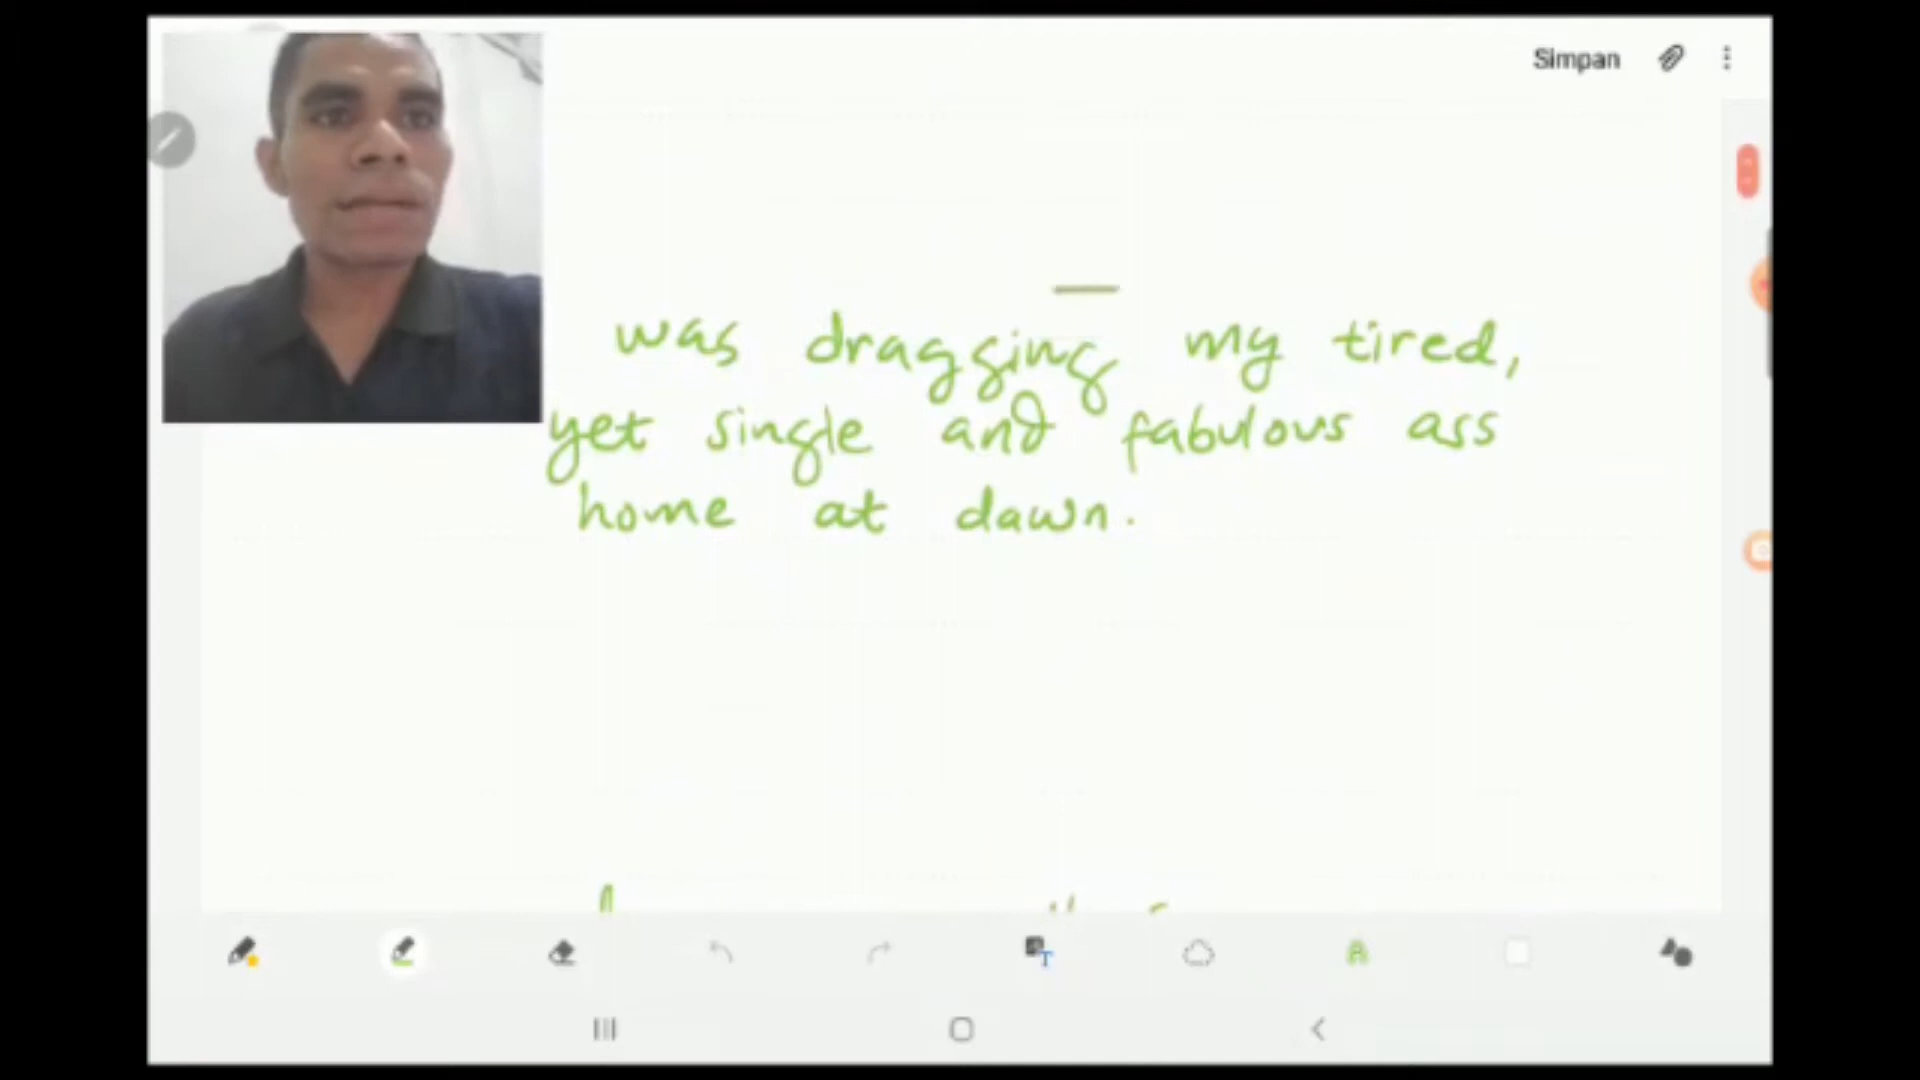 Simpan
was dragging my tired,
yet single and fabulous ass
home at dawn.